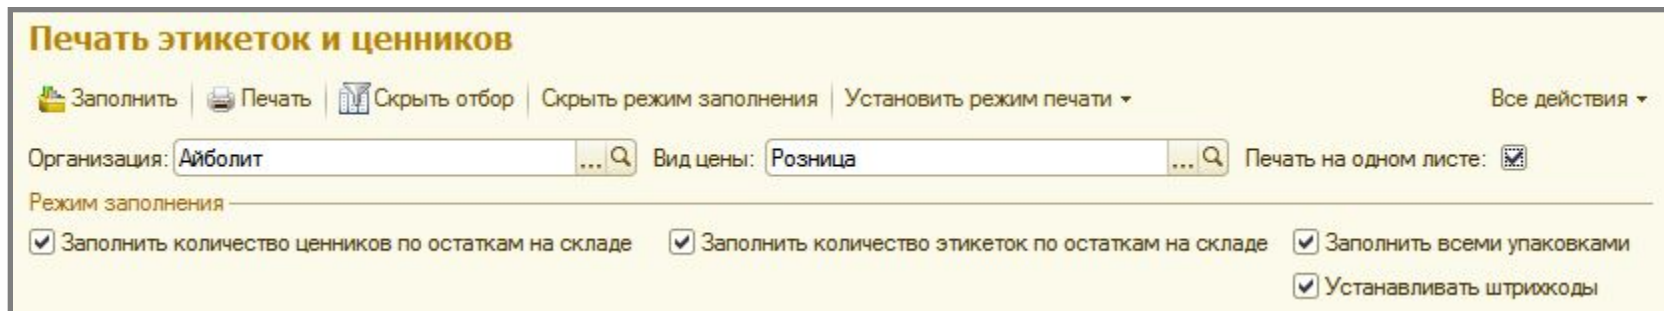 Печать этикеток и ценников
Заполнить Печать Скрыть отбор Скрыть режим заполнения Установить режим печати Все действия
Организация: Айболит ... Вид цены: Розница ... Печать на одном листе:
Режим заполнения
Заполнить количество ценников по остаткам на складе Заполнить количество этикеток по остаткам на складе Заполнить всеми упаковками
Устанавливать штрихкоды